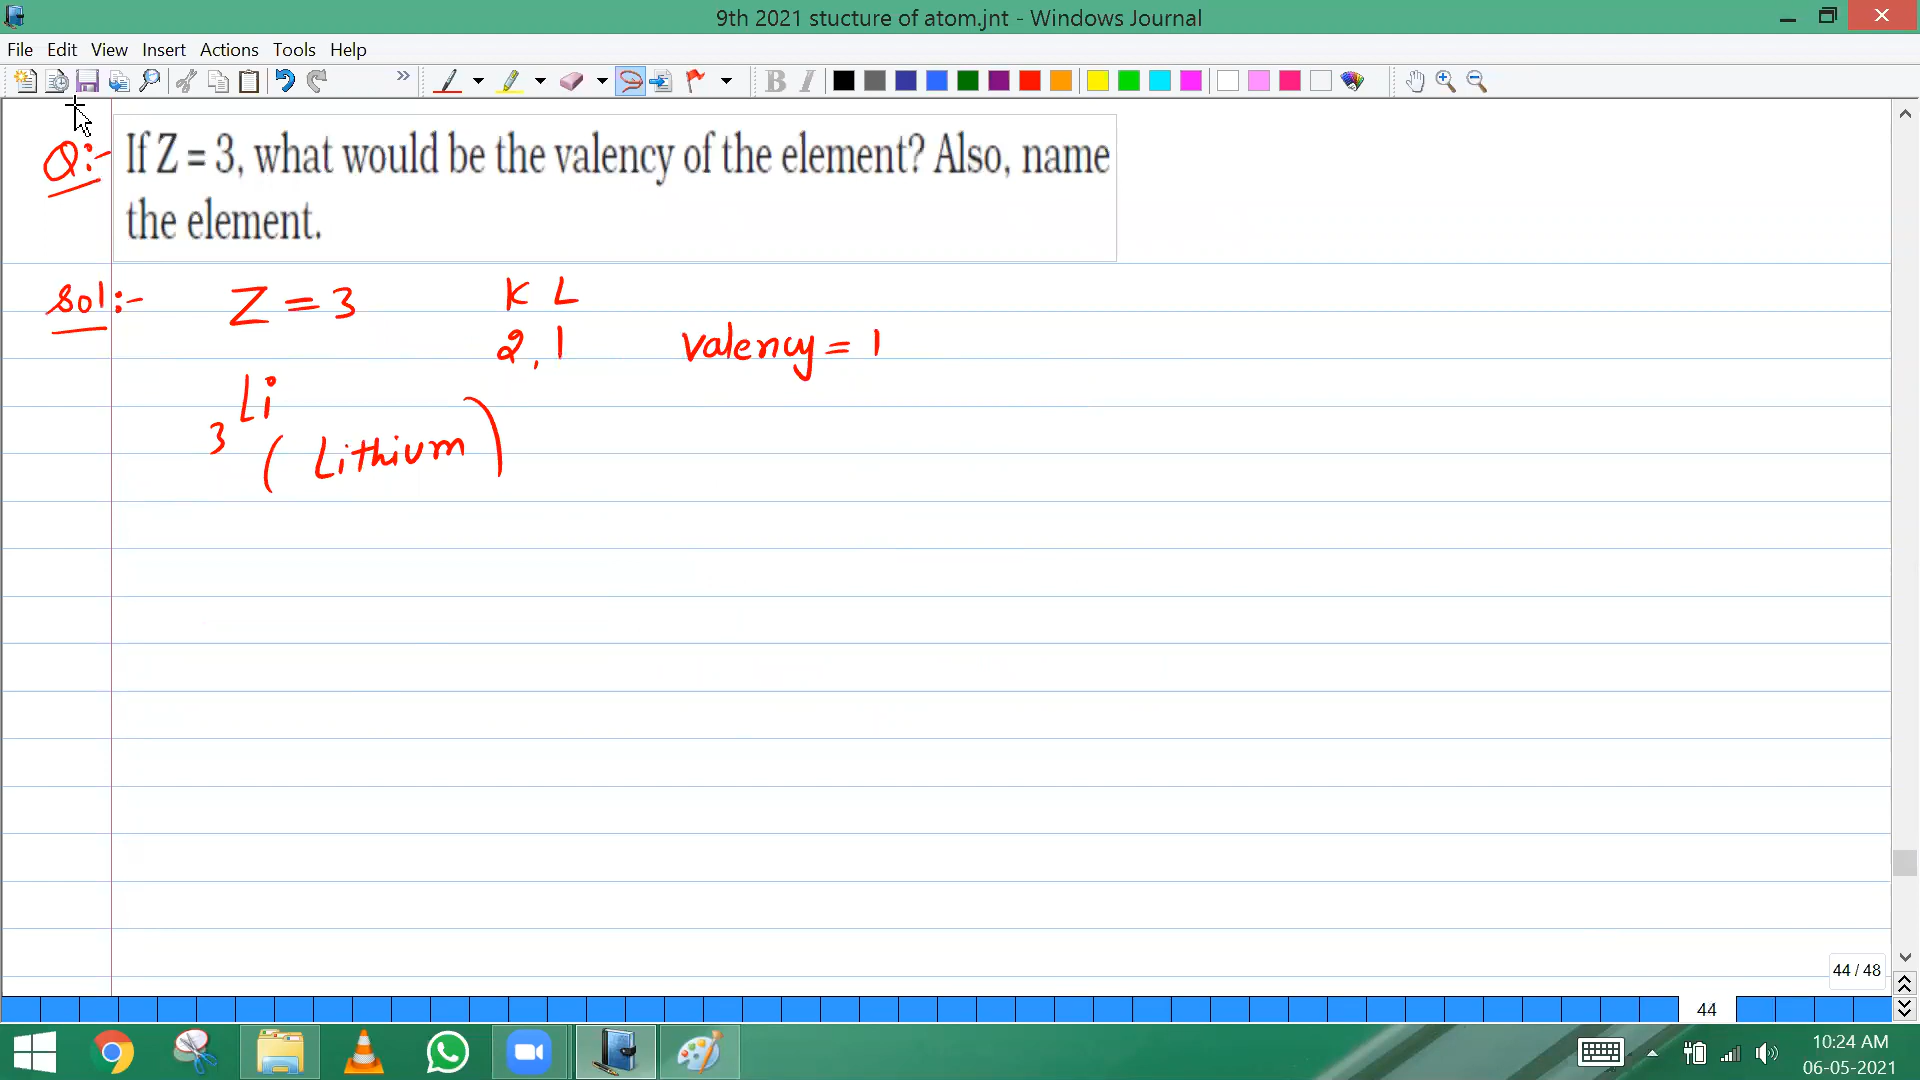 9th 2021 stucture of atom.jnt - Windows Journal
File Edit View Insert Actions Tools Help
B I
Q:- If Z = 3, what would be the valency of the element? Also, name
the element.
Sol:- Z = 3 K L
2, 1 Valency = 1
3 Li
(Lithium)
44 / 48
44
10:24 AM
06-05-2021